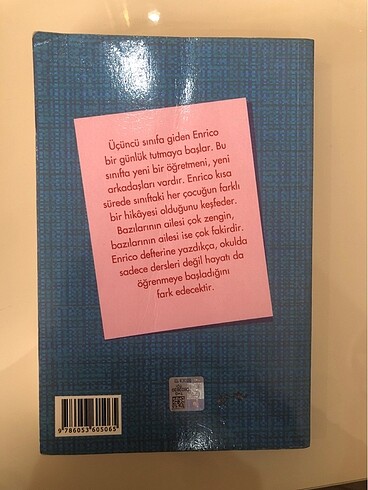 Üçüncü sınıfa giden Enrico
bir günlük tutmaya başlar. Bu
sınıfta yeni bir öğretmeni, yeni
arkadaşları vardır. Enrico kısa
sürede sınıftaki her çocuğun farklı
bir hikâyesi olduğunu keşfeder.
Bazılarının ailesi çok zengin,
bazılarının ailesi ise çok fakirdir.
Enrico defterine yazdıkça, okulda
sadece dersleri değil hayatı da
öğrenmeye başladığını
fark edecektir.
9 786053 605065